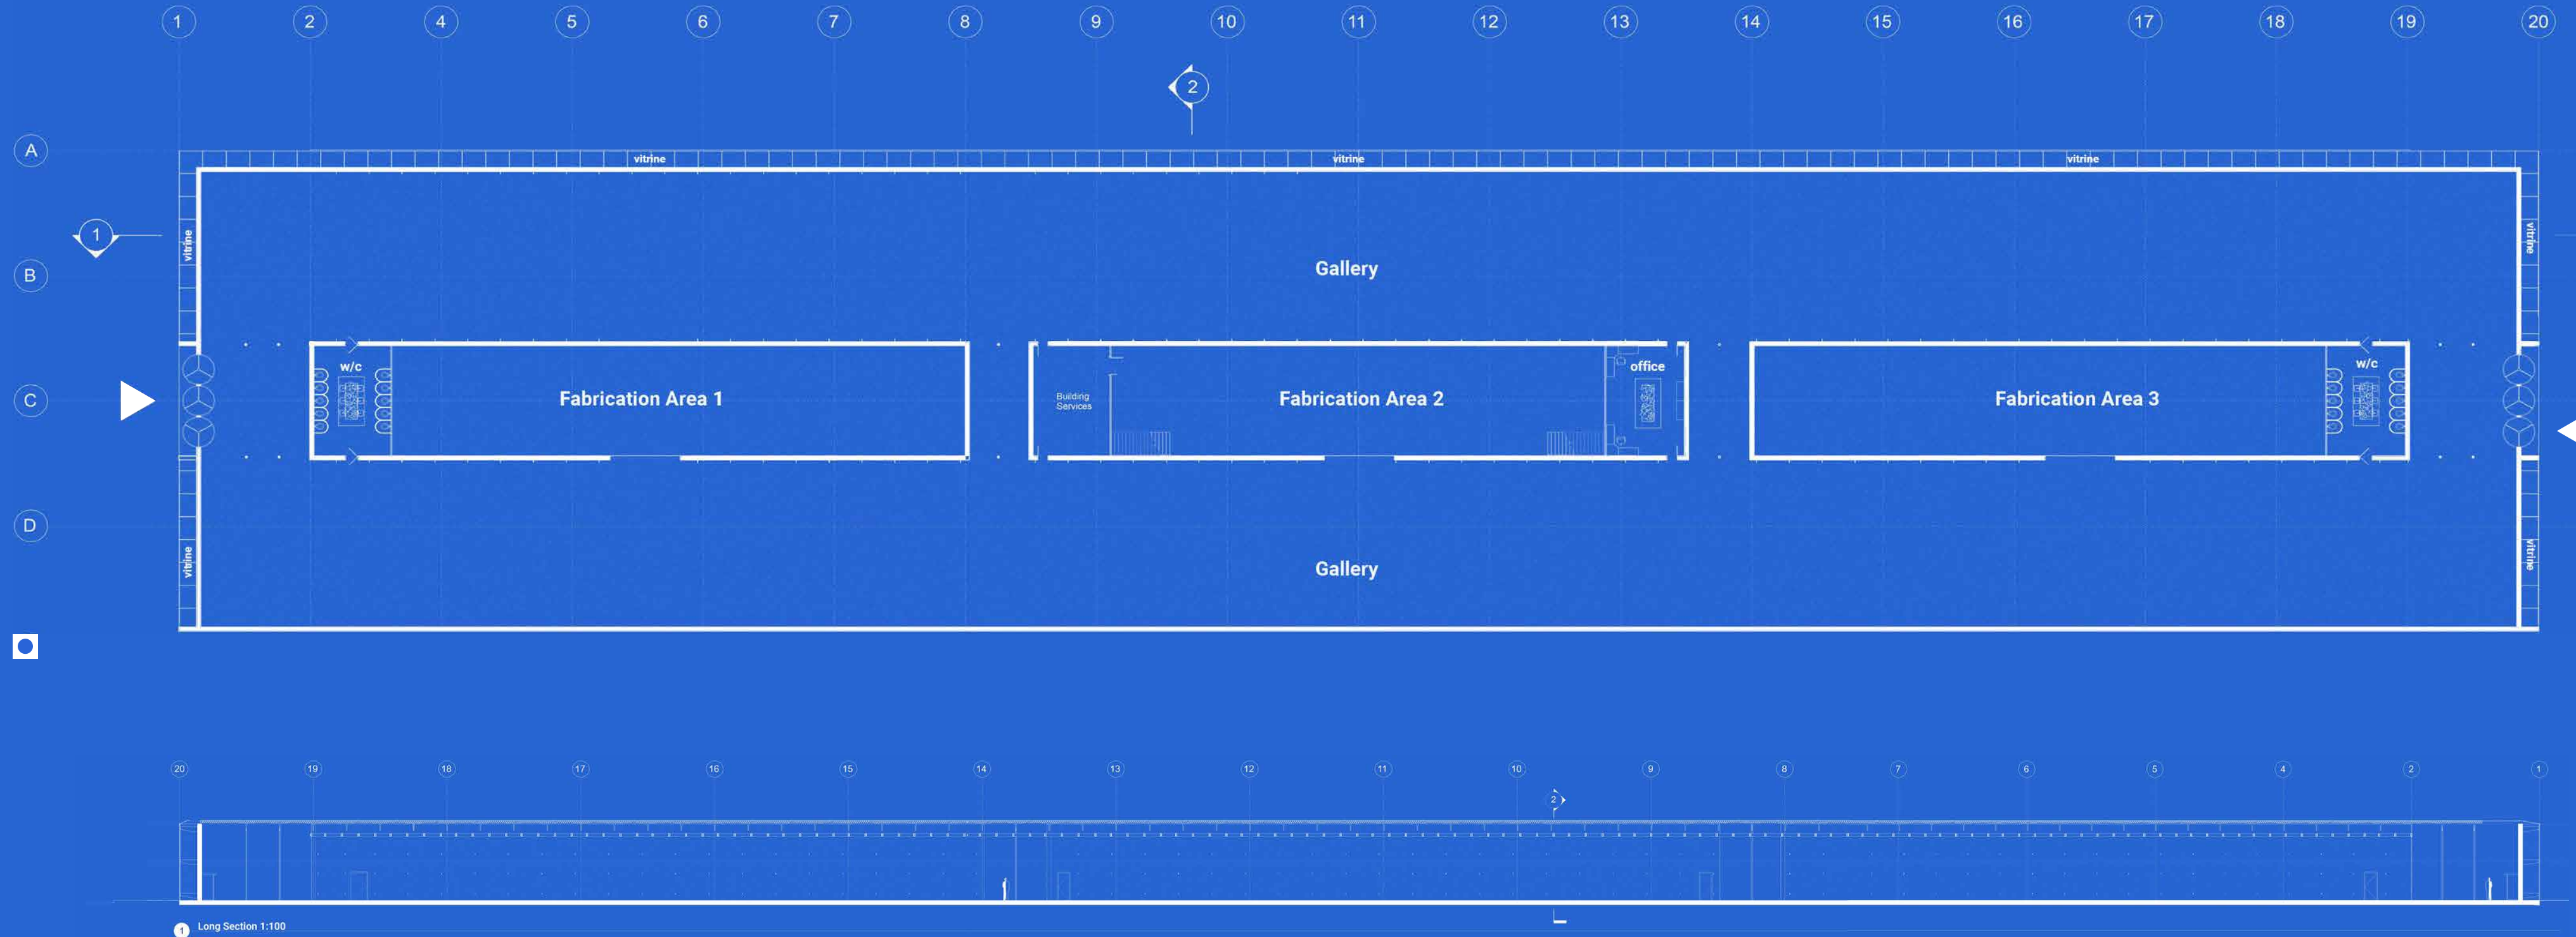 1 2 4 5 6 7 8 9 10 11 12 13 14 15 16 17 18 19 20
2
A
vitrine vitrine vitrine
1
vitrine
vitrine
B
Gallery
w/c
office
w/c
C
Fabrication Area 1
Building
Services
Fabrication Area 2
Fabrication Area 3
D
vitrine
vitrine
Gallery
20 19 18 17 16 15 14 13 12 11 10 9 8 7 6 5 4 2 1
2
1 Long Section 1:100